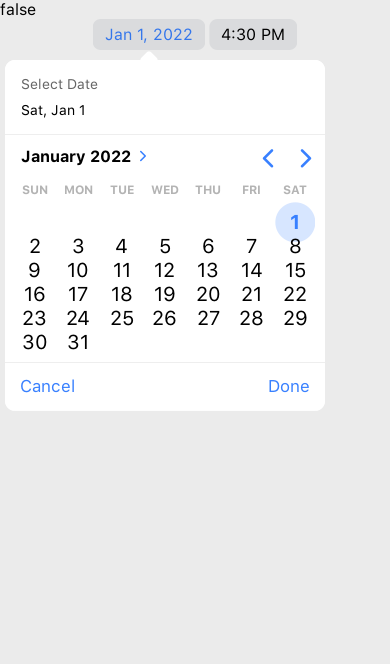 false
Jan 1, 2022 4:30 PM
Select Date
Sat, Jan 1
January 2022
SUN MON TUE WED THU FRI SAT
1
2 3 4 5 6 7 8
9 10 11 12 13 14 15
16 17 18 19 20 21 22
23 24 25 26 27 28 29
30 31
Cancel Done